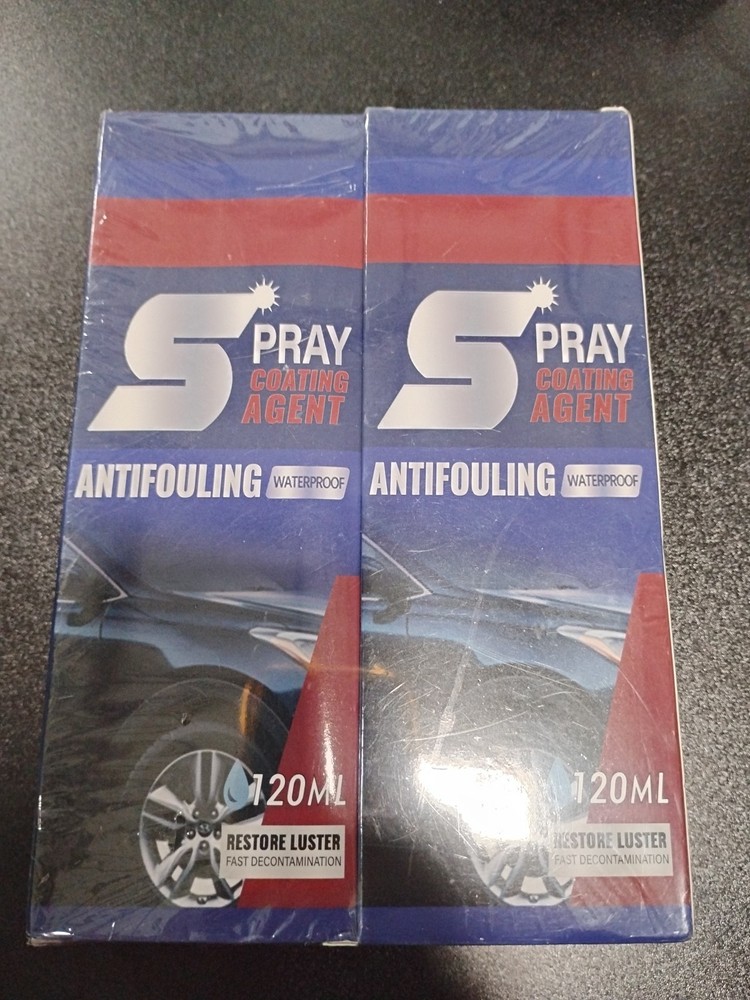 SPRAY
COATING
AGENT
ANTIFOULING WATERPROOF
120ML
RESTORE LUSTER
FAST DECONTAMINATION
SPRAY
COATING
AGENT
ANTIFOULING WATERPROOF
120ML
RESTORE LUSTER
FAST DECONTAMINATION